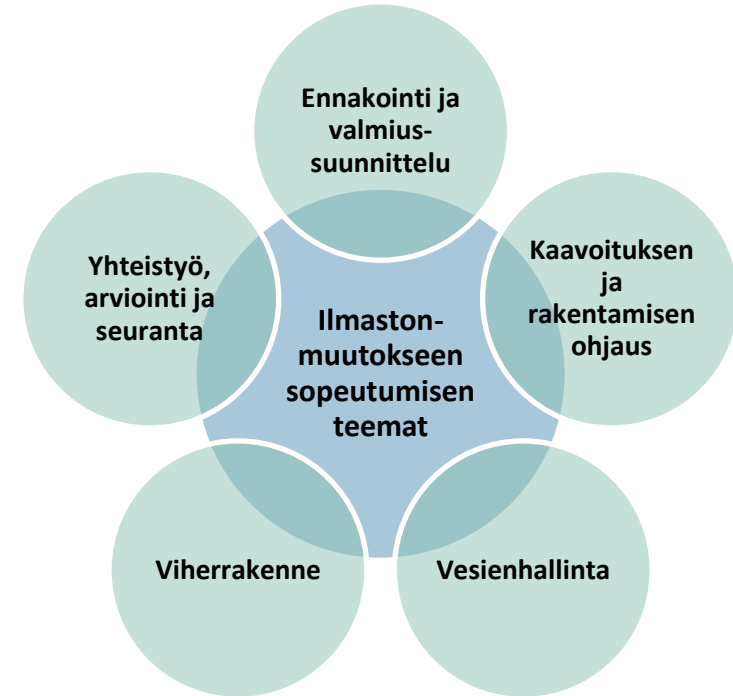 Ennakointi ja
valmius-
suunnittelu
Kaavoituksen
ja
rakentamisen
ohjaus
Yhteistyö,
arviointi ja
seuranta
Ilmaston-
muutokseen
sopeutumisen
teemat
Viherrakenne
Vesienhallinta